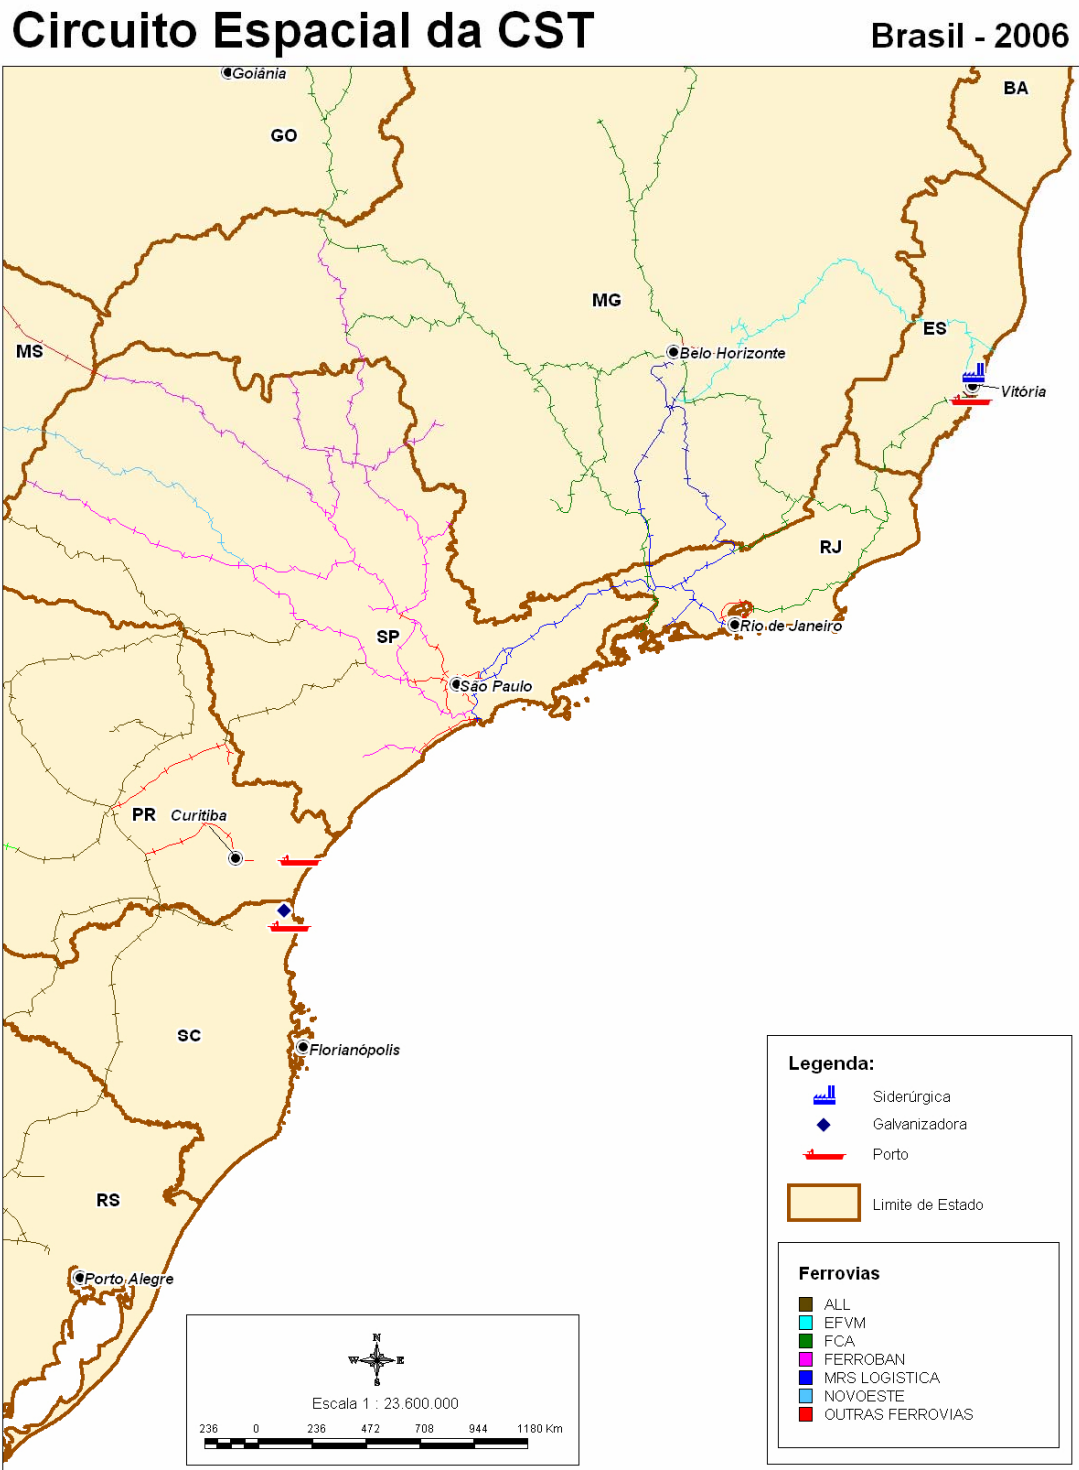 Circuito Espacial da CST
Brasil - 2006
Goiânia
BA
GO
MG
ES
MS
Belo Horizonte
Vitória
RJ
Rio de Janeiro
SP
São Paulo
PR
Curitiba
SC
Florianópolis
RS
Porto Alegre
Legenda:
Siderúrgica
Galvanizadora
Porto
Limite de Estado
Ferrovias
ALL
EFVM
FCA
FERROBAN
MRS LOGISTICA
NOVOESTE
OUTRAS FERROVIAS
N
W E
S
Escala 1 : 23.600.000
236 0 236 472 708 944 1180 Km